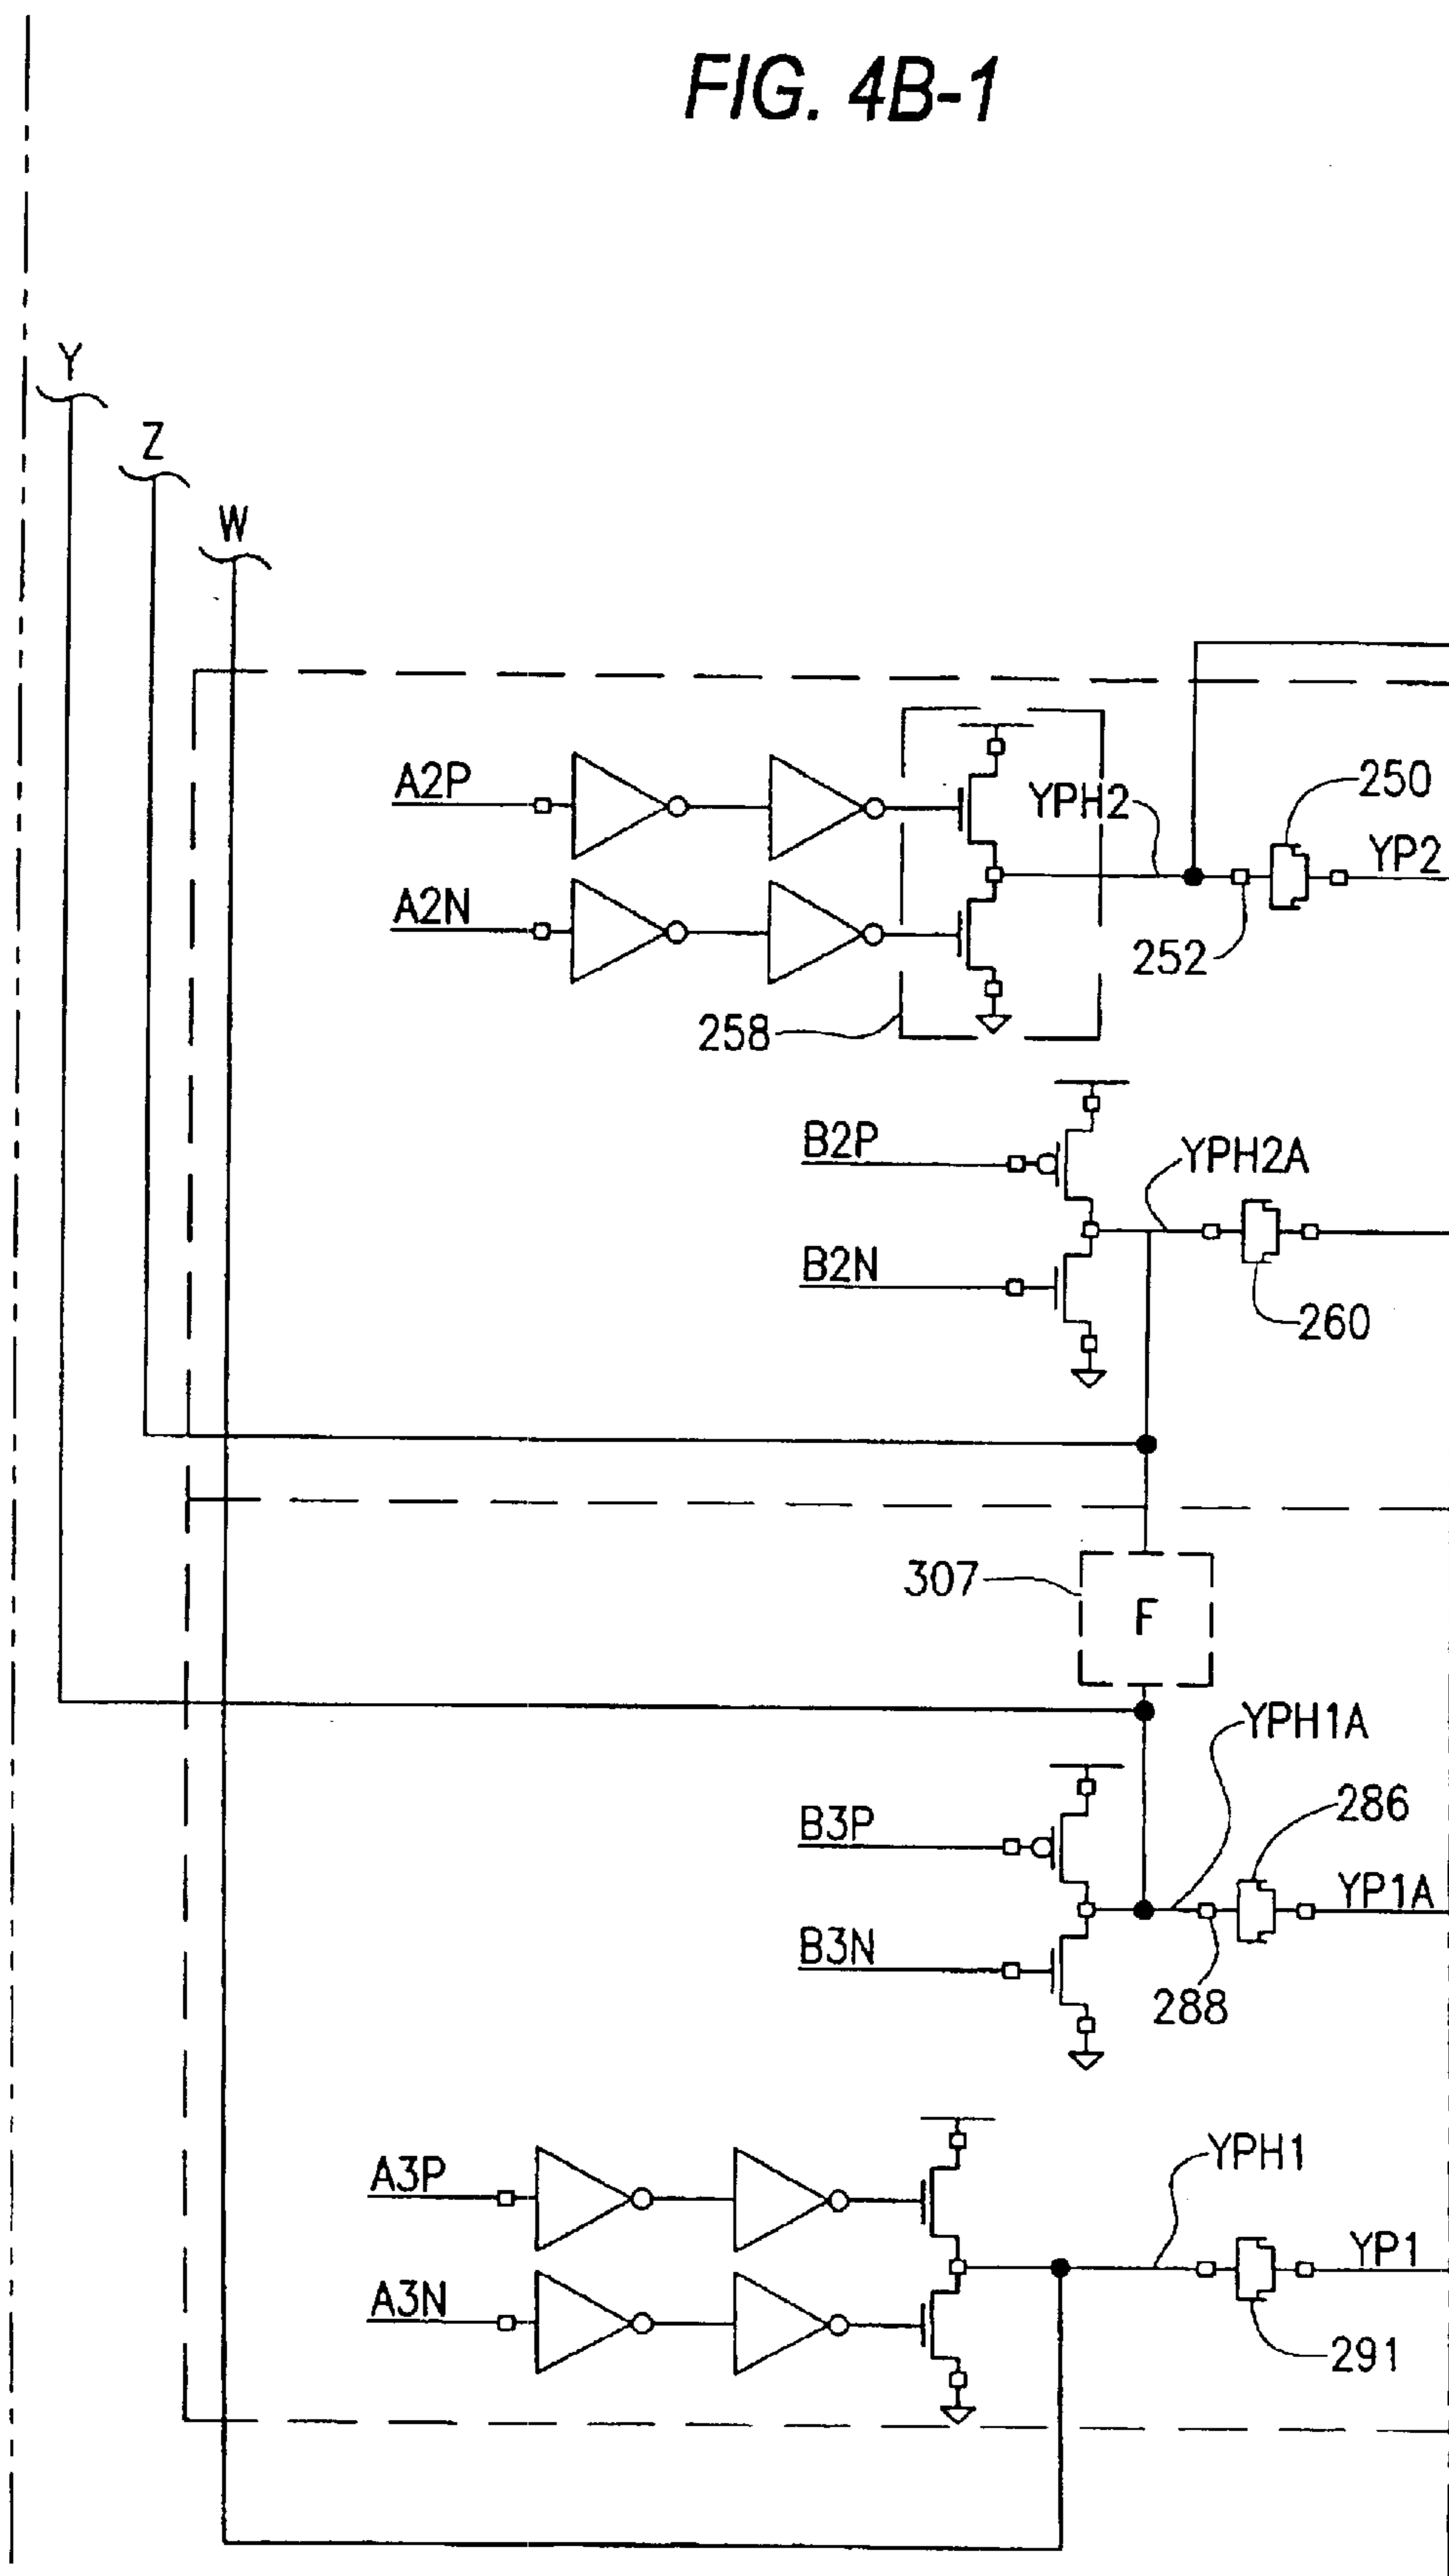 FIG. 4B-1
Y
Z
W
A2P
YPH2
250
YP2
A2N
252
258
B2P
YPH2A
B2N
260
307
F
YPH1A
B3P
286
YP1A
B3N
288
A3P
YPH1
A3N
YP1
291